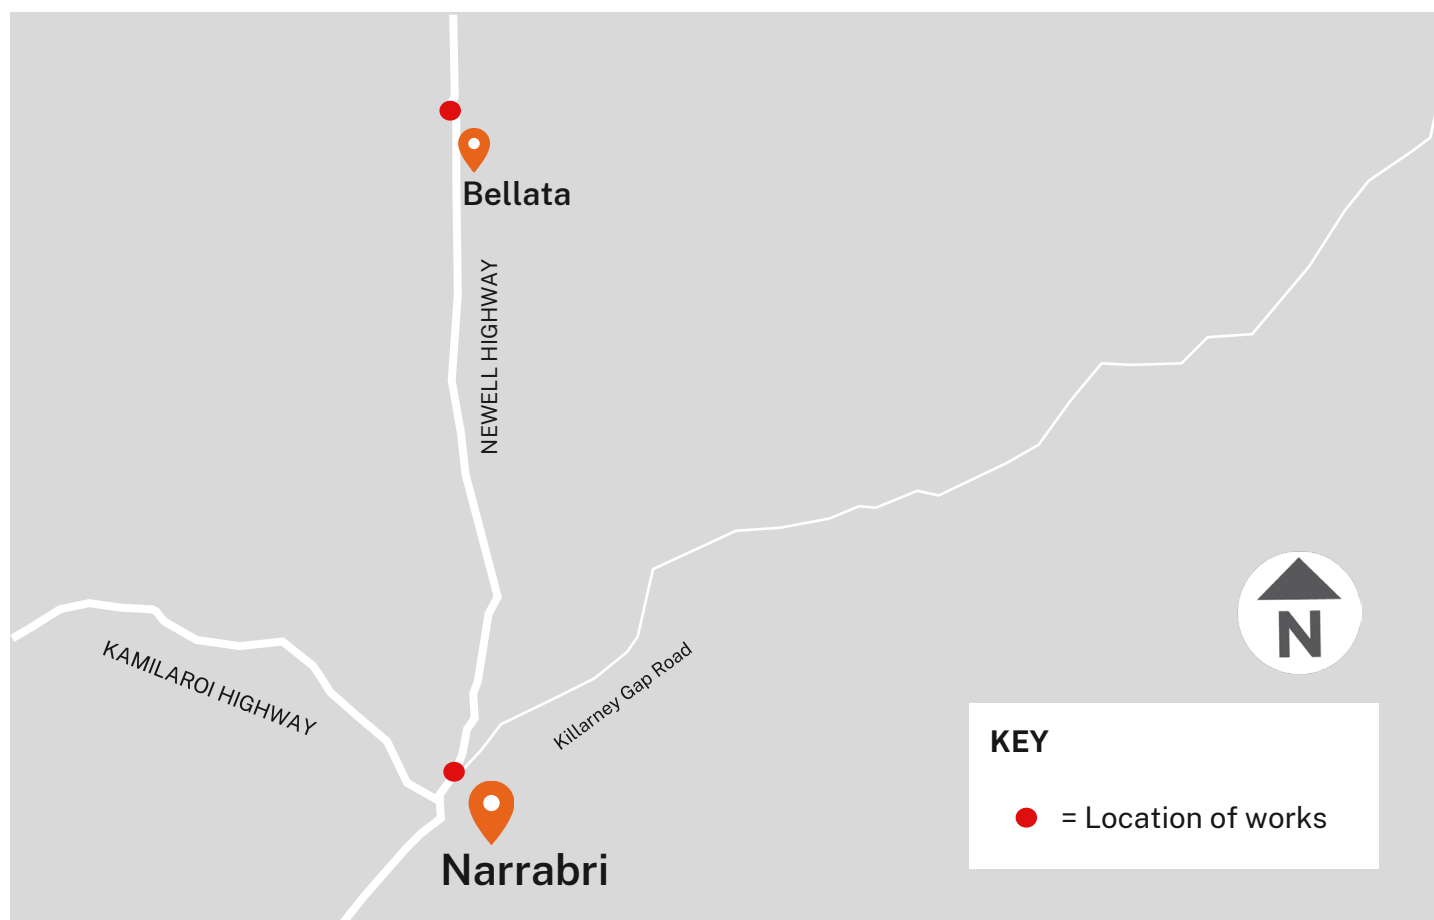 Bellata
NEWELL HIGHWAY
KAMILAROI HIGHWAY
Killarney Gap Road
Narrabri
N
KEY
= Location of works